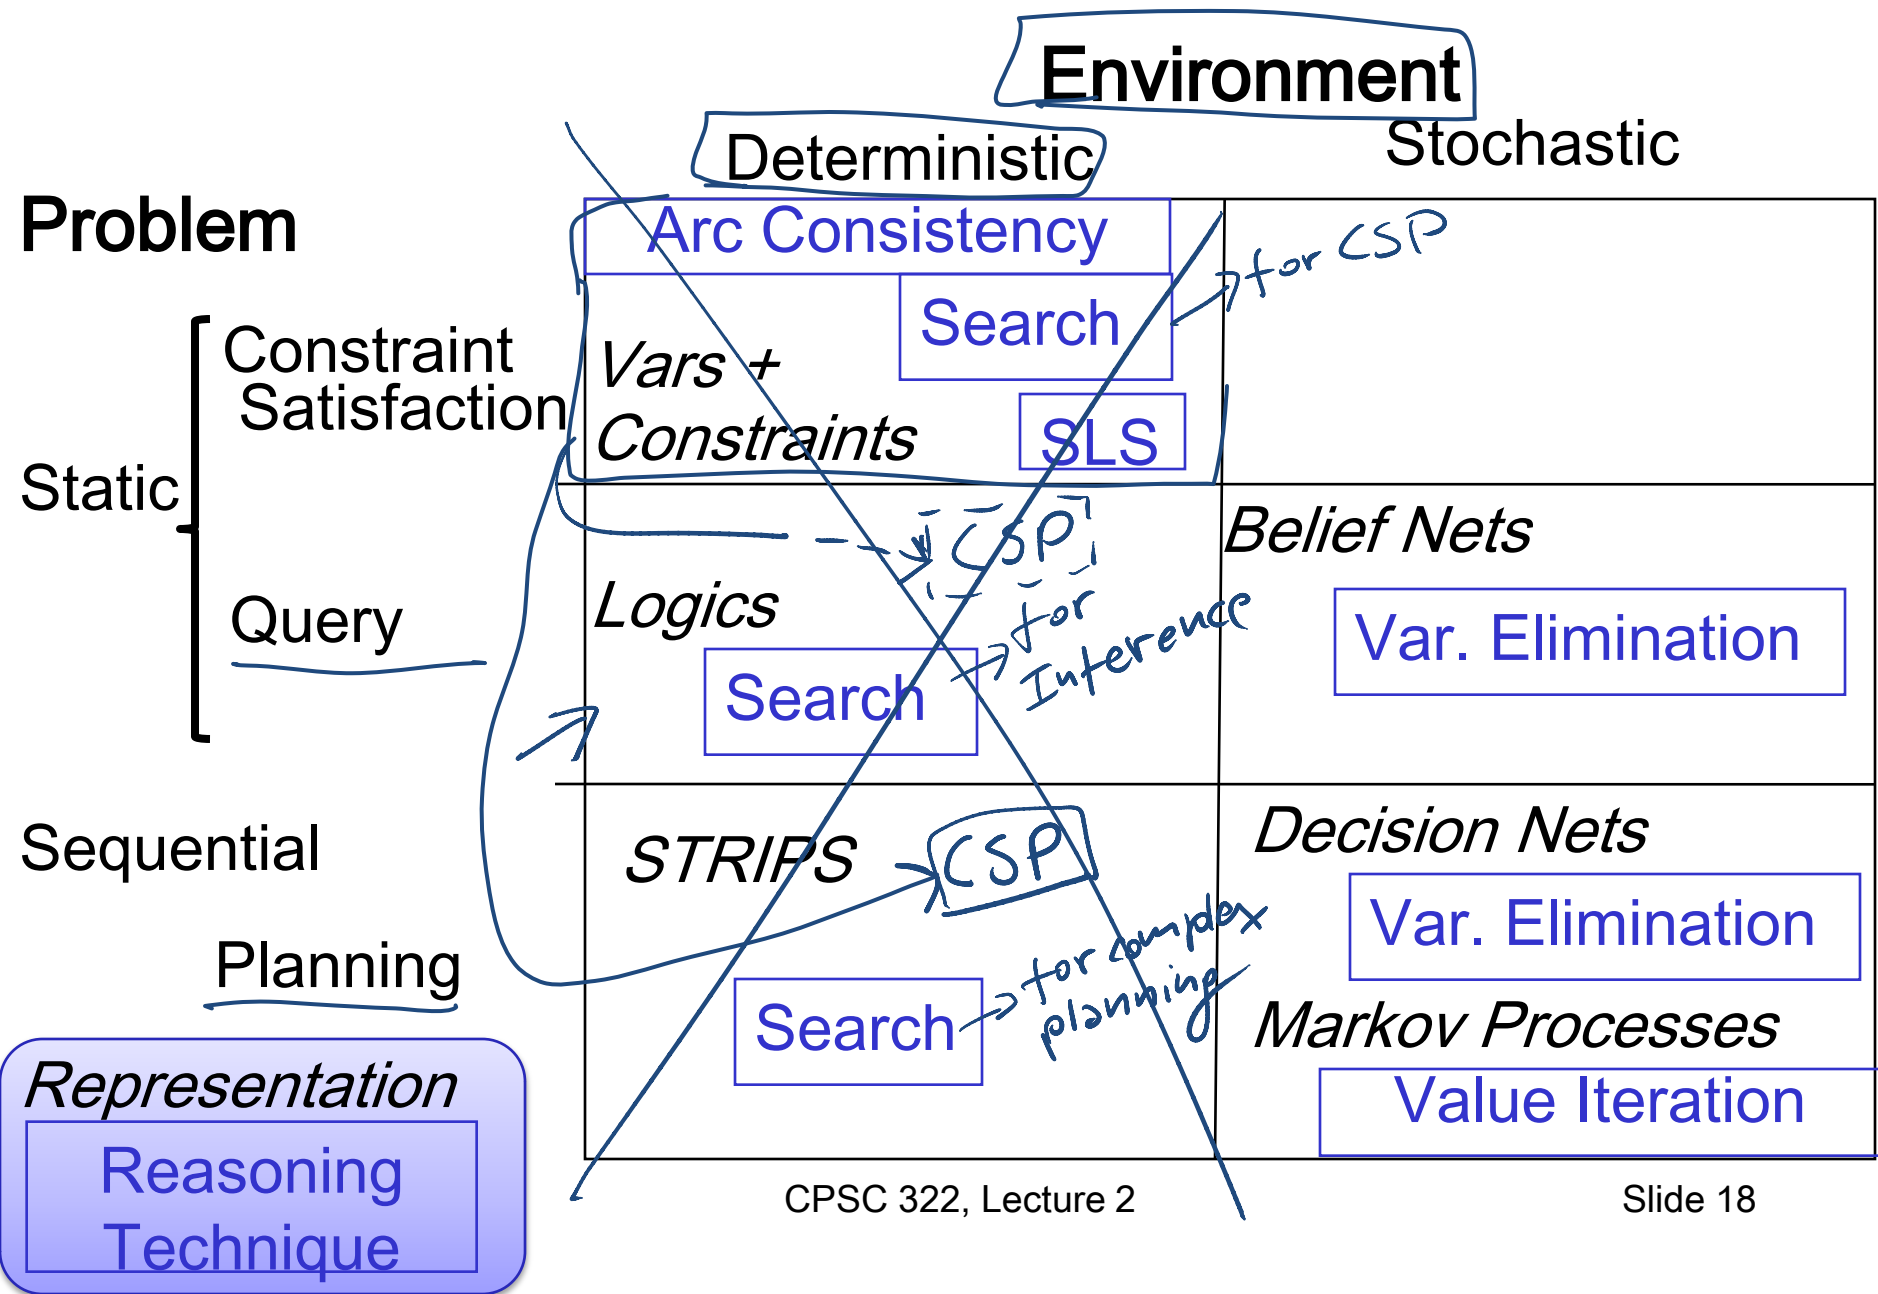 Environment
Deterministic
Stochastic
Problem
Arc Consistency
for CSP
Search
Constraint
Satisfaction
Vars +
Constraints
SLS
Static
CSP
Belief Nets
Logics
for
Inference
Query
Var. Elimination
Search
Sequential
STRIPS
CSP
Decision Nets
Var. Elimination
for complex
planning
Planning
Search
Markov Processes
Value Iteration
Representation
Reasoning
Technique
CPSC 322, Lecture 2
Slide 18